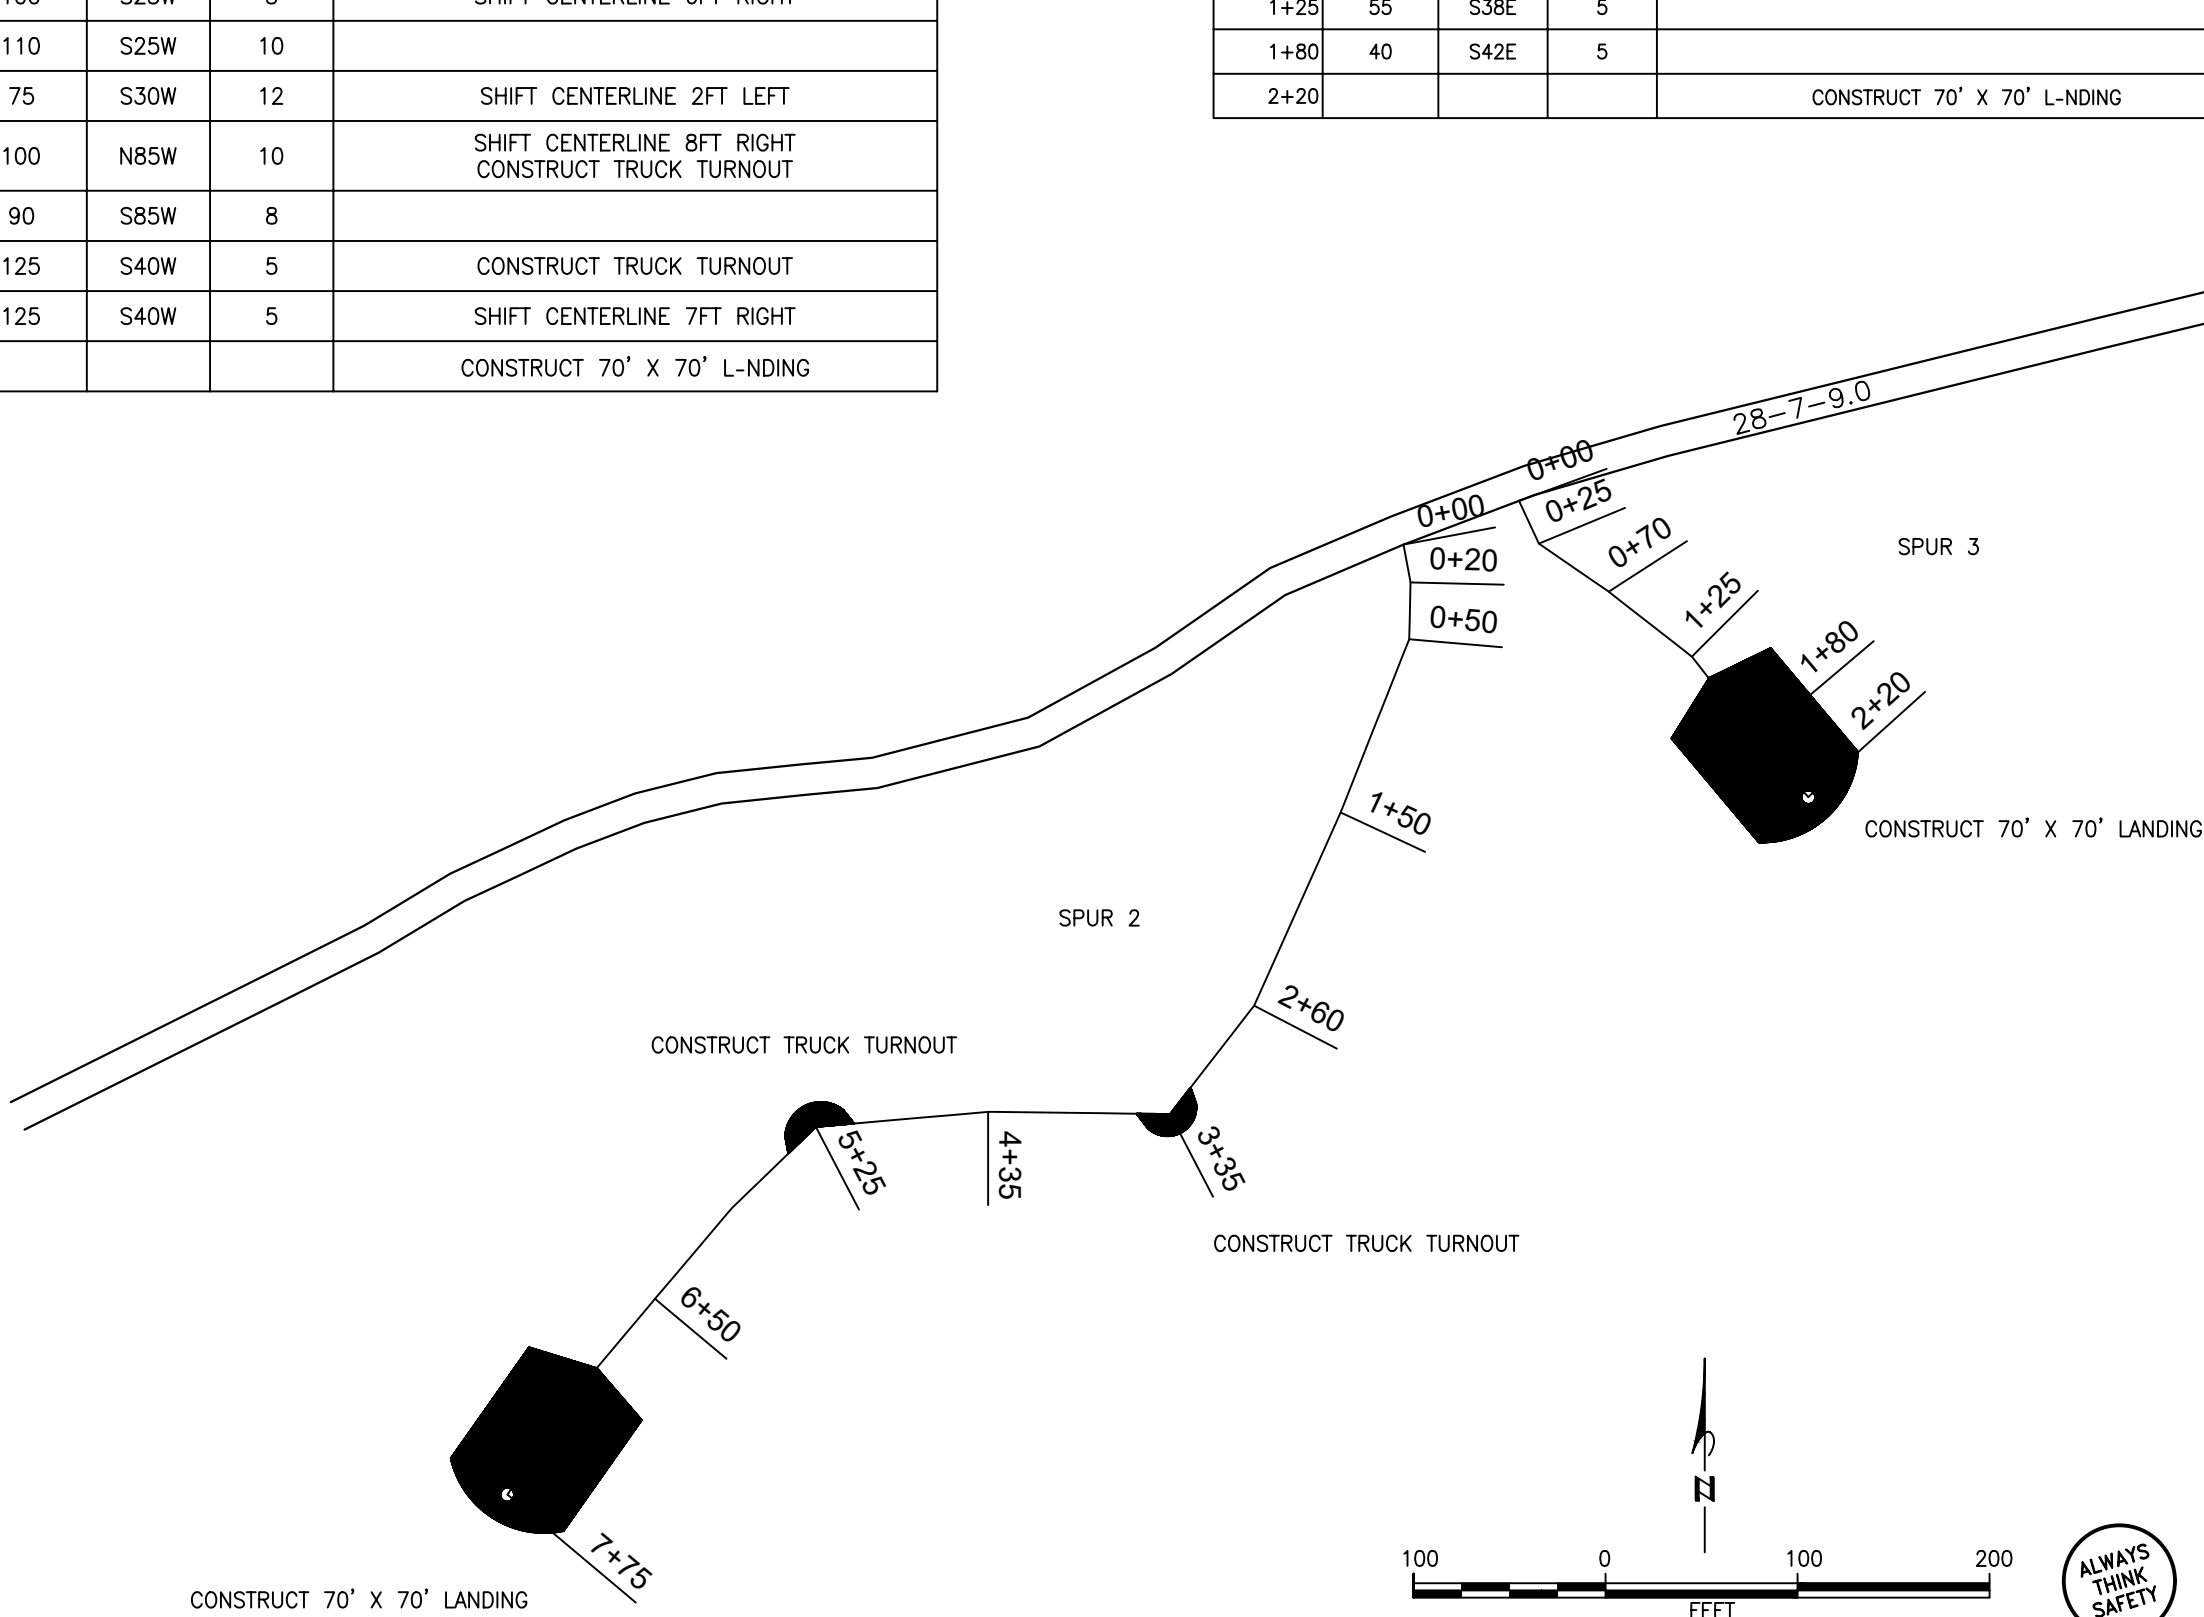 110 S25W 10
75 S30W 12 SHIFT CENTERLINE 2FT LEFT
100 N85W 10 SHIFT CENTERLINE 8FT RIGHT
CONSTRUCT TRUCK TURNOUT
90 S85W 8
125 S40W 5 CONSTRUCT TRUCK TURNOUT
125 S40W 5 SHIFT CENTERLINE 7FT RIGHT
CONSTRUCT 70' X 70' L-NDING
1+25 55 S38E 5
1+80 40 S42E 5
2+20 CONSTRUCT 70' X 70' L-NDING
28-7-9.0
0+00
0+25
0+70
1+25
1+80
2+20
SPUR 3
CONSTRUCT 70' X 70' LANDING
0+00
0+20
0+50
1+50
2+60
SPUR 2
3+35
CONSTRUCT TRUCK TURNOUT
4+35
CONSTRUCT TRUCK TURNOUT
5+25
6+50
7+75
CONSTRUCT 70' X 70' LANDING
N
100 0 100 200
FEET
ALWAYS
THINK
SAFETY